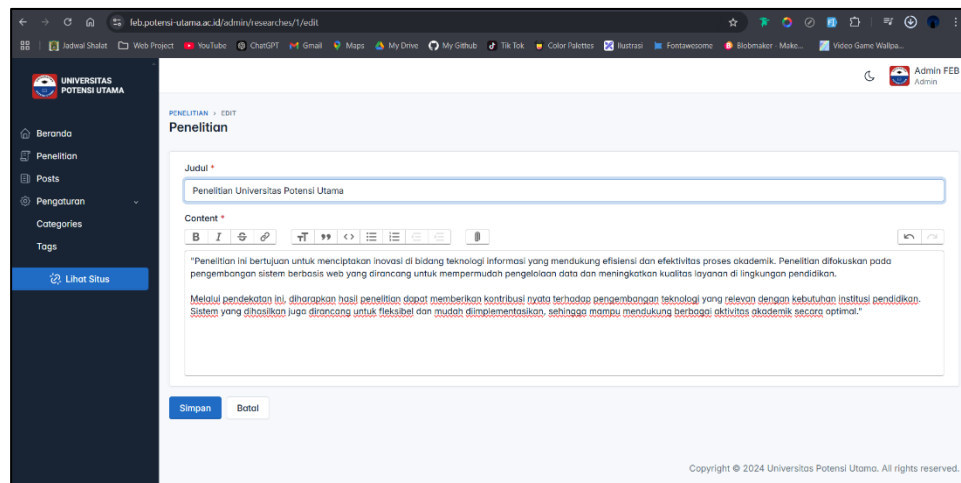 feb.potensi-utama.ac.id/admin/researches/1/edit
Jadwal Shalat Web Project YouTube ChatGPT Gmail Maps My Drive My Github Tik Tok Color Palettes Ilustrasi Fontawesome Blobmaker - Make... Video Game Wallpa...
UNIVERSITAS
POTENSI UTAMA
Admin FEB
Admin
Beranda
Penelitian
Posts
Pengaturan
Categories
Tags
Lihat Situs
PENELITIAN > EDIT
Penelitian
Judul *
Penelitian Universitas Potensi Utama
Content *
"Penelitian ini bertujuan untuk menciptakan inovasi di bidang teknologi informasi yang mendukung efisiensi dan efektivitas proses akademik. Penelitian difokuskan pada
pengembangan sistem berbasis web yang dirancang untuk mempermudah pengelolaan data dan meningkatkan kualitas layanan di lingkungan pendidikan.
Melalui pendekatan ini, diharapkan hasil penelitian dapat memberikan kontribusi nyata terhadap pengembangan teknologi yang relevan dengan kebutuhan institusi pendidikan.
Sistem yang dihasilkan juga dirancang untuk fleksibel dan mudah diimplementasikan, sehingga mampu mendukung berbagai aktivitas akademik secara optimal."
Simpan Batal
Copyright © 2024 Universitas Potensi Utama. All rights reserved.